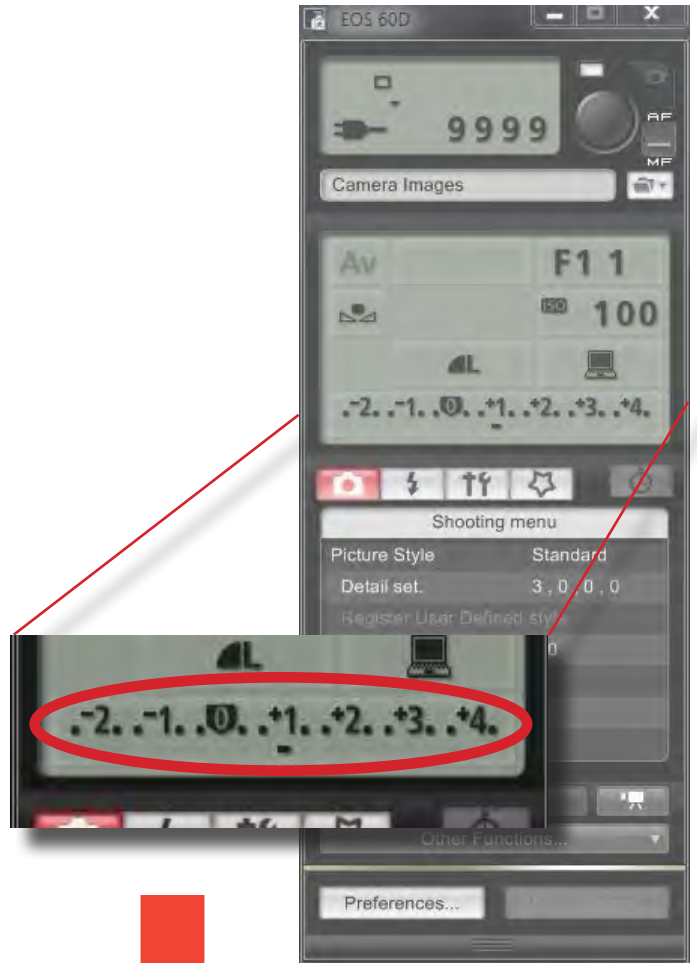 EOS 60D
AF
9999
MF
Camera Images
Av F11
ISO 100
L
.-2. .-1. .0. .+1. .+2. .+3. .+4.
Shooting menu
Picture Style Standard
Detail set. 3,0,0,0
Register User Defined style
0
L
.-2. .-1. .0. .+1. .+2. .+3. .+4.
Other Functions...
Preferences...